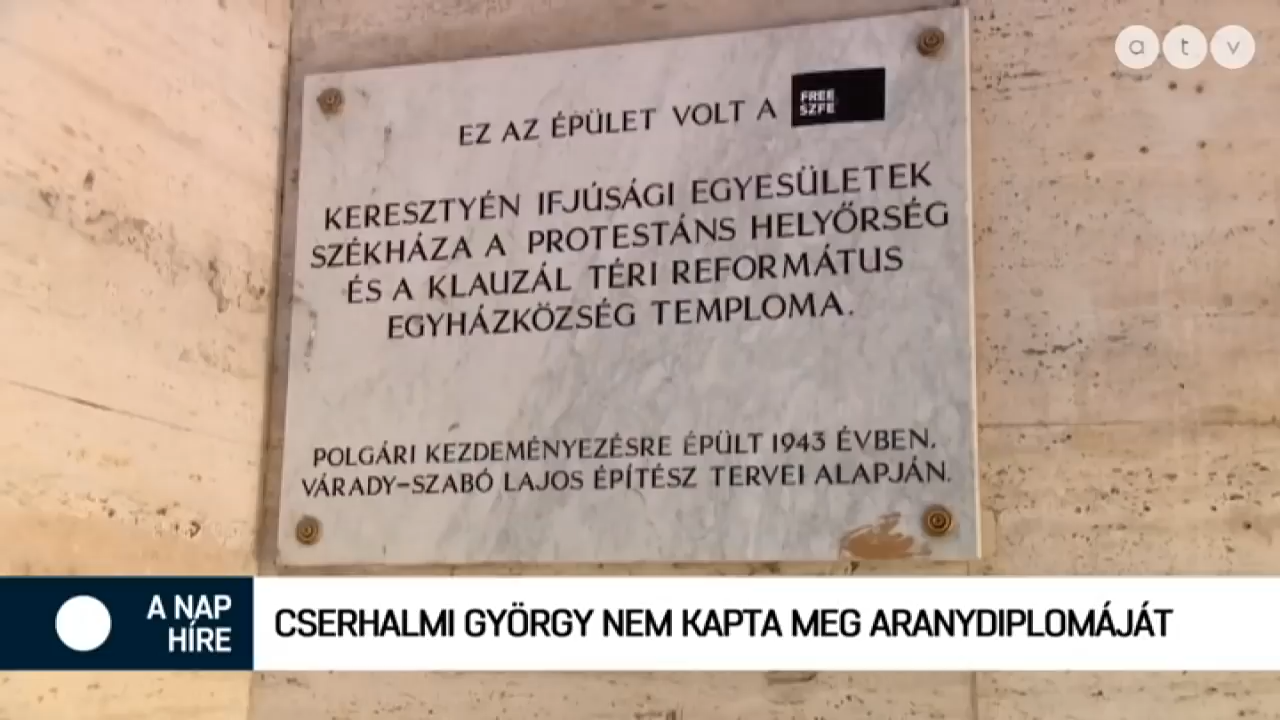 atv
EZ AZ ÉPÜLET VOLT A
FREE
SZFE
KERESZTYÉN IFJÚSÁGI EGYESÜLETEK
SZÉKHÁZA A PROTESTÁNS HELYŐRSÉG
ÉS A KLAUZÁL TÉRI REFORMÁTUS
EGYHÁZKÖZSÉG TEMPLOMA.
POLGÁRI KEZDEMÉNYEZÉSRE ÉPÜLT 1943 ÉVBEN.
VÁRADY-SZABÓ LAJOS ÉPÍTÉSZ TERVEI ALAPJÁN.
A NAP
HÍRE
CSERHALMI GYÖRGY NEM KAPTA MEG ARANYDIPLOMÁJÁT